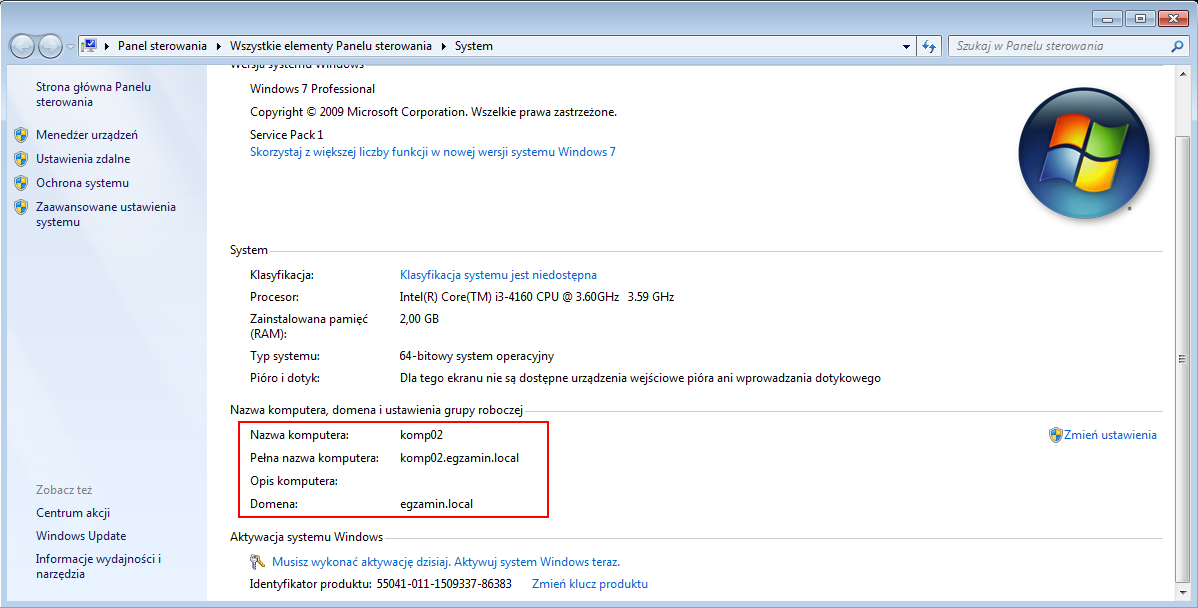 Panel sterowania ▸ Wszystkie elementy Panelu sterowania ▸ System
Szukaj w Panelu sterowania
Strona główna Panelu
sterowania
Menedżer urządzeń
Ustawienia zdalne
Ochrona systemu
Zaawansowane ustawienia
systemu
Zobacz też
Centrum akcji
Windows Update
Informacje wydajności i
narzędzia
Wersja systemu Windows
Windows 7 Professional
Copyright © 2009 Microsoft Corporation. Wszelkie prawa zastrzeżone.
Service Pack 1
Skorzystaj z większej liczby funkcji w nowej wersji systemu Windows 7
System
Klasyfikacja: Klasyfikacja systemu jest niedostępna
Procesor: Intel(R) Core(TM) i3-4160 CPU @ 3.60GHz 3.59 GHz
Zainstalowana pamięć
(RAM): 2,00 GB
Typ systemu: 64-bitowy system operacyjny
Pióro i dotyk: Dla tego ekranu nie są dostępne urządzenia wejściowe pióra ani wprowadzania dotykowego
Nazwa komputera, domena i ustawienia grupy roboczej
Nazwa komputera: komp02
Zmień ustawienia
Pełna nazwa komputera: komp02.egzamin.local
Opis komputera:
Domena: egzamin.local
Aktywacja systemu Windows
Musisz wykonać aktywację dzisiaj. Aktywuj system Windows teraz.
Identyfikator produktu: 55041-011-1509337-86383 Zmień klucz produktu